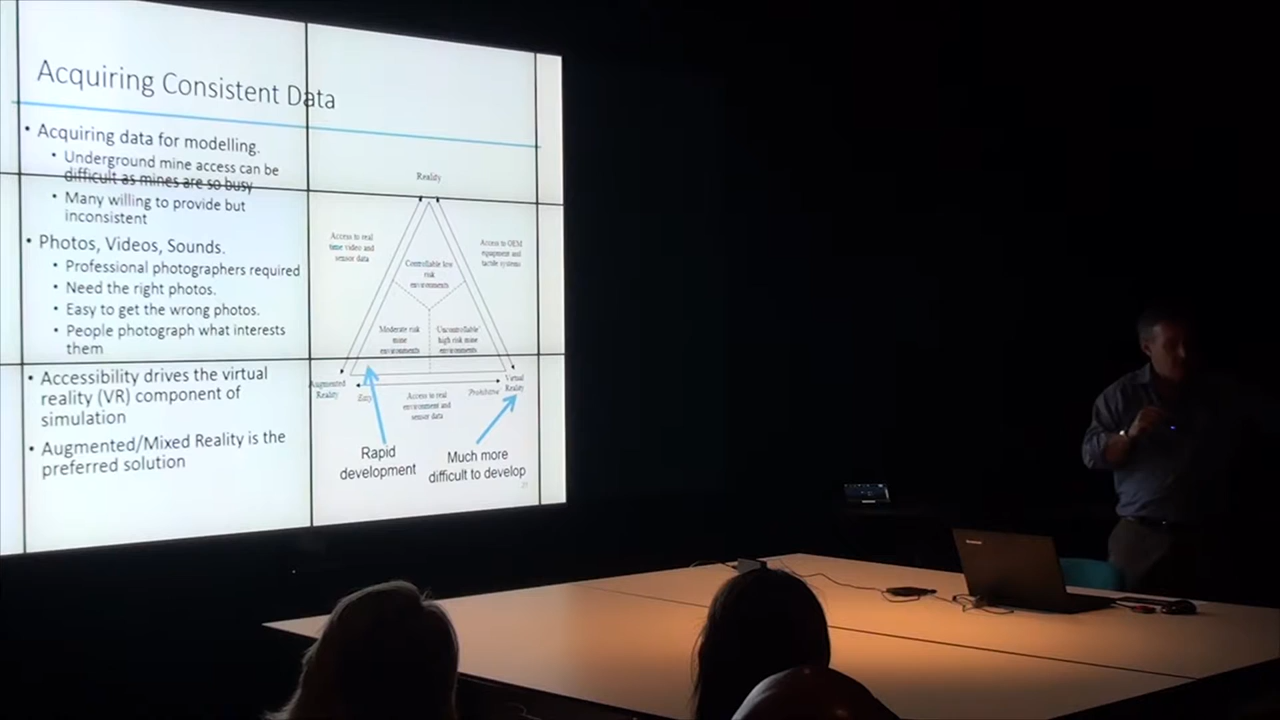 Acquiring Consistent Data
• Acquiring data for modelling.
• Underground mine access can be
difficult as mines are so busy
• Many willing to provide but
inconsistent
• Photos, Videos, Sounds.
• Professional photographers required
• Need the right photos.
• Easy to get the wrong photos.
• People photograph what interests
them
• Accessibility drives the virtual
reality (VR) component of
simulation
• Augmented/Mixed Reality is the
preferred solution
Reality
Access to real
time video and
sensor data
Access to OEM
equipment and
tactile systems
Controllable low
risk
environments
Moderate risk
mine
environments
'Uncontrollable'
high risk mine
environments
Augmented
Reality
Easy
Access to real
environment and
sensor data
'Prohibitive'
Virtual
Reality
Rapid
development
Much more
difficult to develop